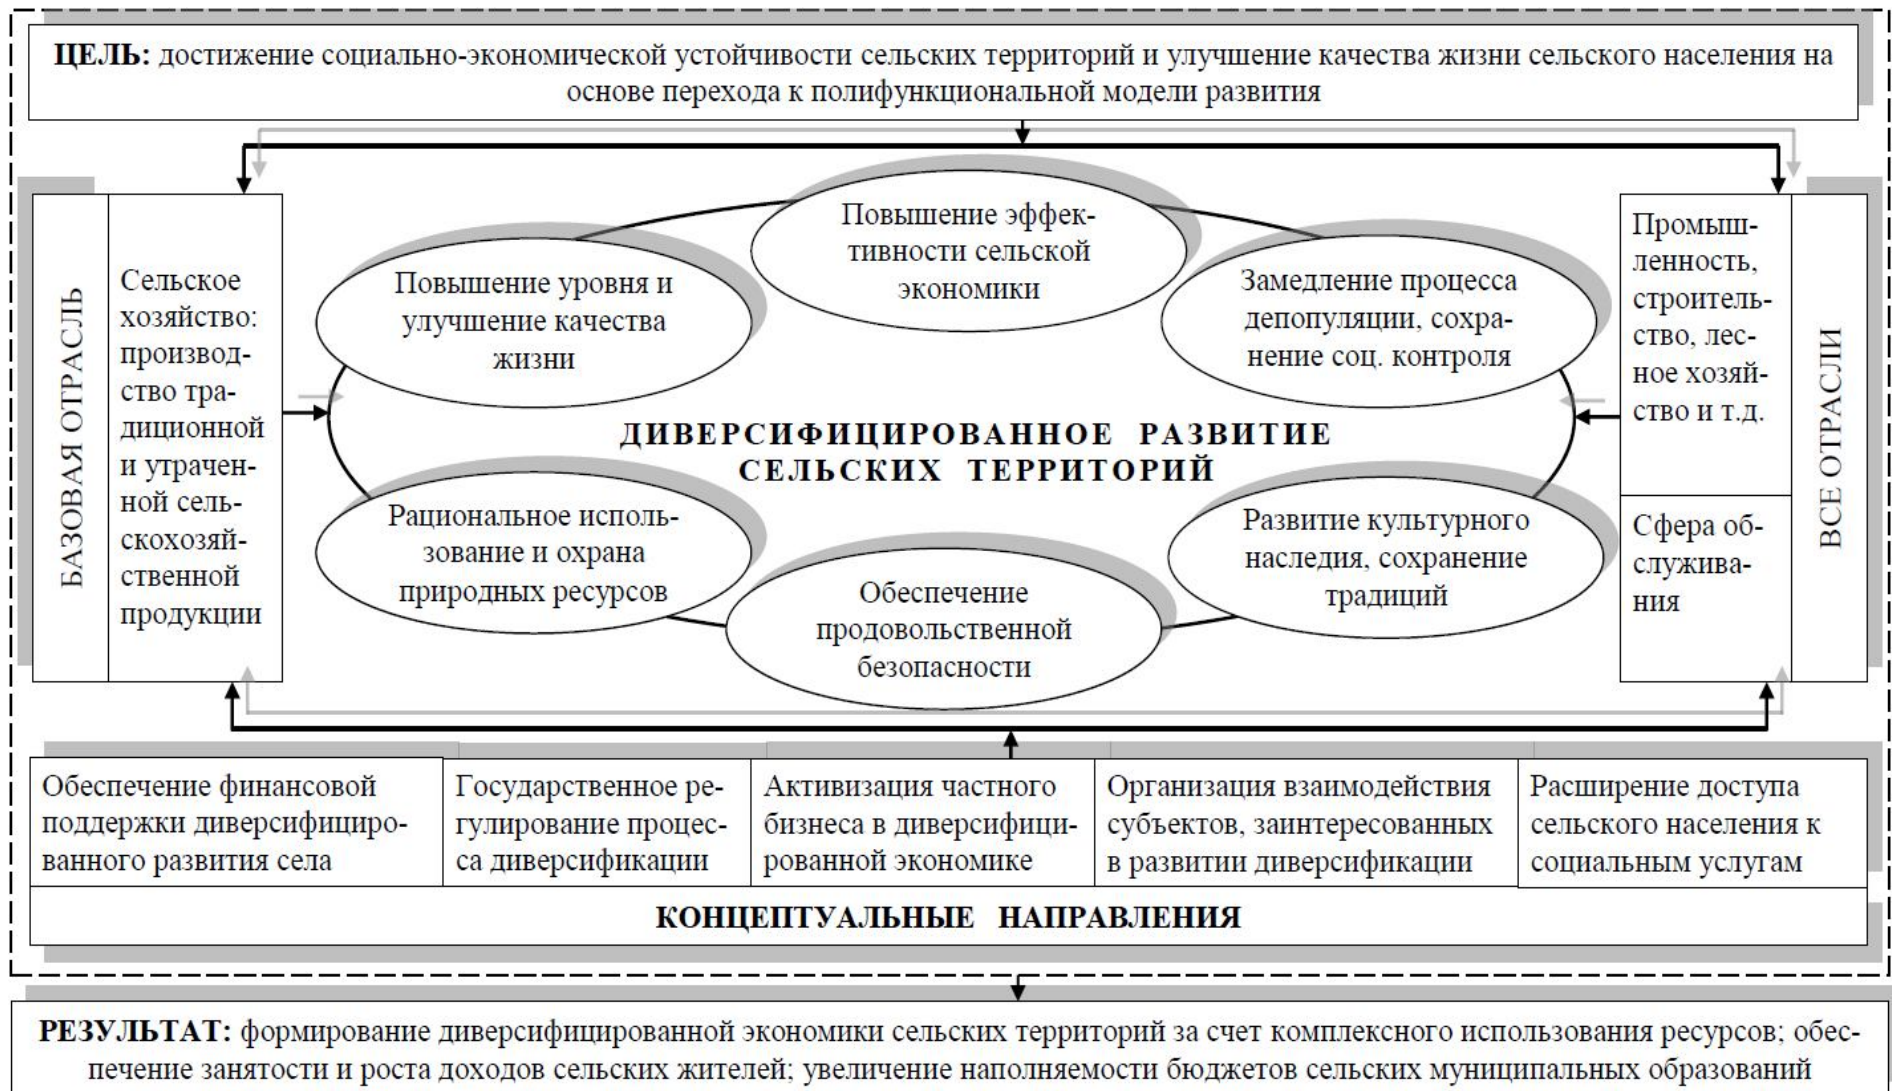 ЦЕЛЬ: достижение социально-экономической устойчивости сельских территорий и улучшение качества жизни сельского населения на
основе перехода к полифункциональной модели развития
БАЗОВАЯ ОТРАСЛЬ
Сельское
хозяйство:
производ-
ство тра-
диционной
и утрачен-
ной сель-
скохозяй-
ственной
продукции
Повышение уровня и
улучшение качества
жизни
Повышение эффек-
тивности сельской
экономики
Замедление процесса
депопуляции, сохра-
нение соц. контроля
ДИВЕРСИФИЦИРОВАННОЕ РАЗВИТИЕ
СЕЛЬСКИХ ТЕРРИТОРИЙ
Рациональное исполь-
зование и охрана
природных ресурсов
Обеспечение
продовольственной
безопасности
Развитие культурного
наследия, сохранение
традиций
Промыш-
ленность,
строитель-
ство, лес-
ное хозяй-
ство и т.д.
Сфера об-
служива-
ния
ВСЕ ОТРАСЛИ
Обеспечение финансовой
поддержки диверсифициро-
ванного развития села
Государственное ре-
гулирование процес-
са диверсификации
Активизация частного
бизнеса в диверсифици-
рованной экономике
Организация взаимодействия
субъектов, заинтересованных
в развитии диверсификации
Расширение доступа
сельского населения к
социальным услугам
КОНЦЕПТУАЛЬНЫЕ НАПРАВЛЕНИЯ
РЕЗУЛЬТАТ: формирование диверсифицированной экономики сельских территорий за счет комплексного использования ресурсов; обес-
печение занятости и роста доходов сельских жителей; увеличение наполняемости бюджетов сельских муниципальных образований